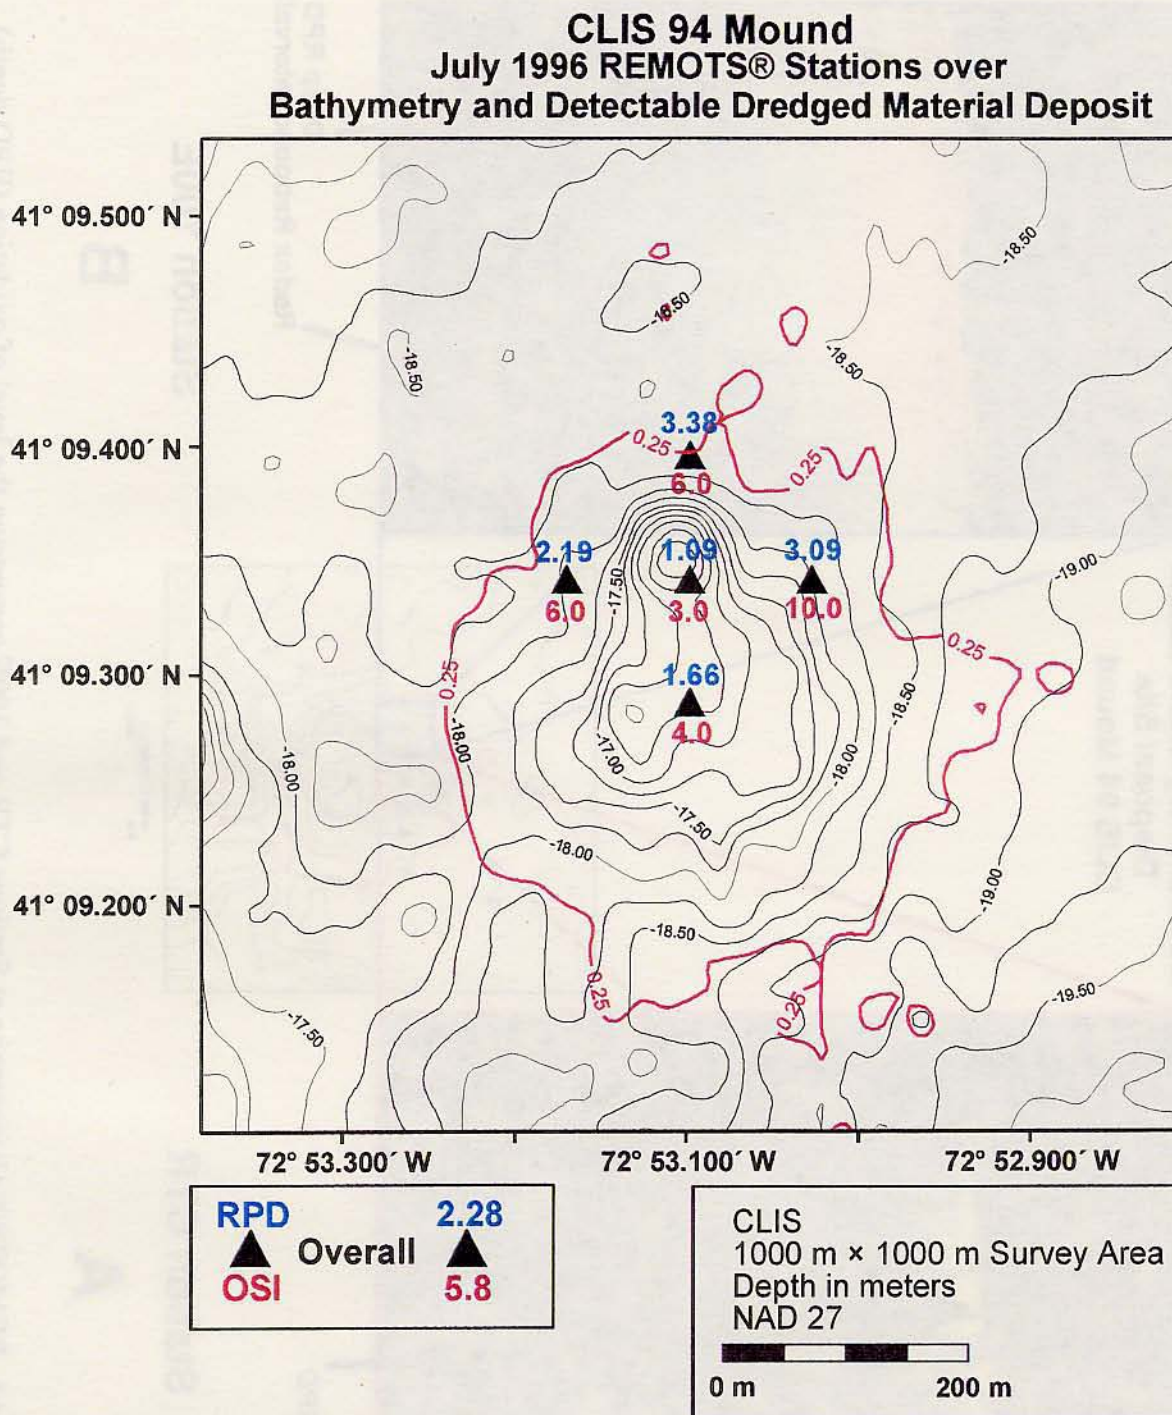 CLIS 94 Mound
July 1996 REMOTS® Stations over
Bathymetry and Detectable Dredged Material Deposit
41° 09.500´ N
41° 09.400´ N
41° 09.300´ N
41° 09.200´ N
-18.50
-18.50
-18.50
-18.50
3.38
0.25
6.0
0.25
2.19
6.0
1.09
3.0
3.09
10.0
-17.50
-19.00
0.25
0.25
1.66
4.0
-18.50
-18.00
-18.00
-17.00
-18.00
-17.50
-18.00
-19.00
-18.50
0.25
0.25
-19.50
-17.50
72° 53.300´ W
72° 53.100´ W
72° 52.900´ W
RPD
OSI
Overall
2.28
5.8
CLIS
1000 m × 1000 m Survey Area
Depth in meters
NAD 27
0 m
200 m